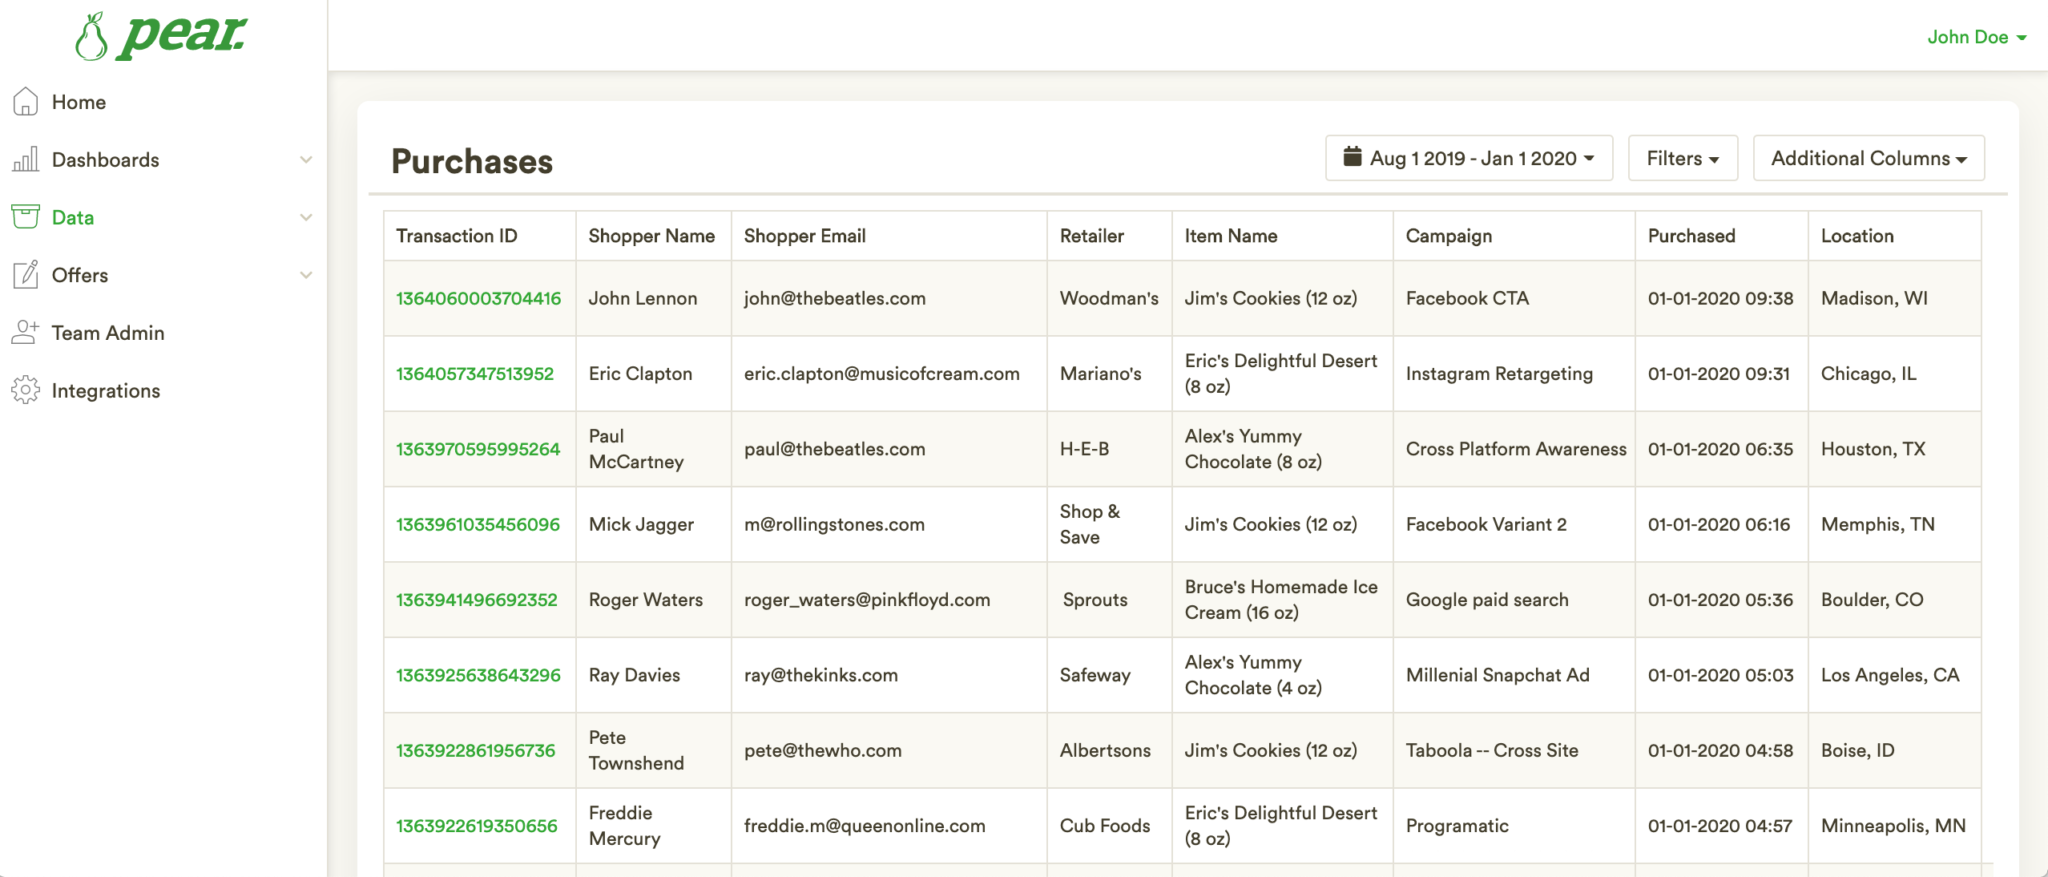 pear.
John Doe
Home
Dashboards
Data
Offers
Team Admin
Integrations
Purchases
Aug 1 2019 - Jan 1 2020
Filters
Additional Columns
Transaction ID Shopper Name Shopper Email Retailer Item Name Campaign Purchased Location
1364060003704416 John Lennon john@thebeatles.com Woodman's Jim's Cookies (12 oz) Facebook CTA 01-01-2020 09:38 Madison, WI
1364057347513952 Eric Clapton eric.clapton@musicofcream.com Mariano's Eric's Delightful Desert
(8 oz) Instagram Retargeting 01-01-2020 09:31 Chicago, IL
1363970595995264 Paul
McCartney paul@thebeatles.com H-E-B Alex's Yummy
Chocolate (8 oz) Cross Platform Awareness 01-01-2020 06:35 Houston, TX
1363961035456096 Mick Jagger m@rollingstones.com Shop &
Save Jim's Cookies (12 oz) Facebook Variant 2 01-01-2020 06:16 Memphis, TN
1363941496692352 Roger Waters roger_waters@pinkfloyd.com Sprouts Bruce's Homemade Ice
Cream (16 oz) Google paid search 01-01-2020 05:36 Boulder, CO
1363925638643296 Ray Davies ray@thekinks.com Safeway Alex's Yummy
Chocolate (4 oz) Millenial Snapchat Ad 01-01-2020 05:03 Los Angeles, CA
1363922861956736 Pete
Townshend pete@thewho.com Albertsons Jim's Cookies (12 oz) Taboola -- Cross Site 01-01-2020 04:58 Boise, ID
1363922619350656 Freddie
Mercury freddie.m@queenonline.com Cub Foods Eric's Delightful Desert
(8 oz) Programatic 01-01-2020 04:57 Minneapolis, MN